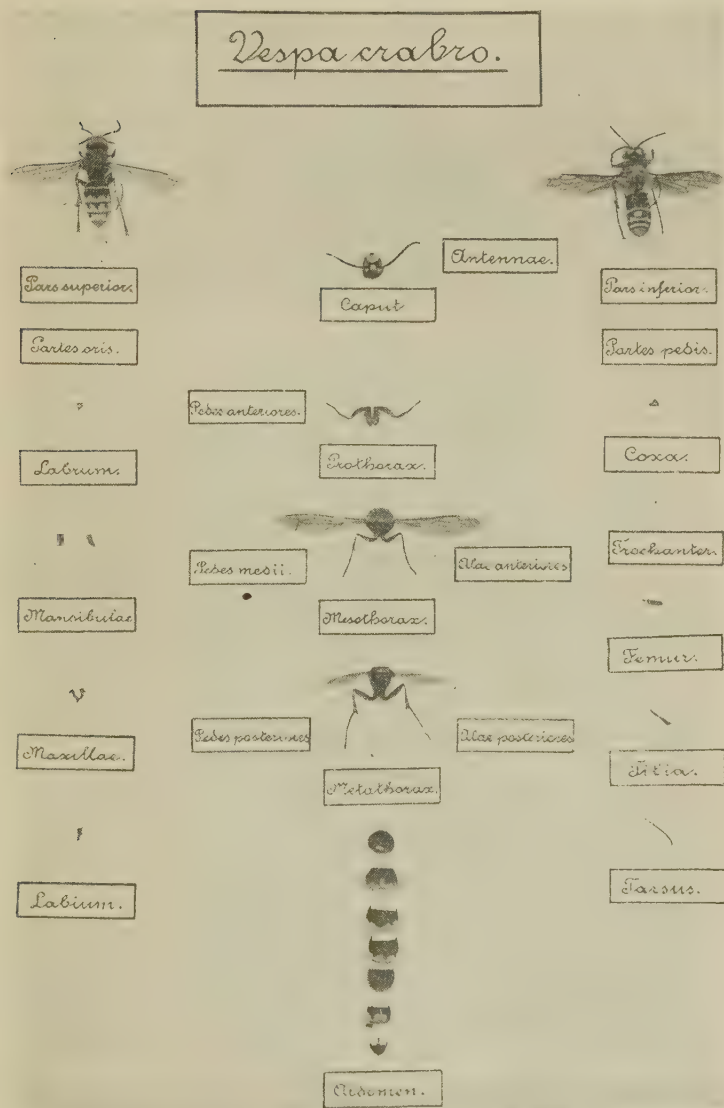 Vespa crabro.
Antennae.
Pars superior.
Caput
Pars inferior.
Partes oris.
Partes pedis.
Pedes anteriores.
Labrum.
Prothorax.
Coxa.
Pedes medii.
Alae anteriores
Trochanter.
Mandibulae
Mesothorax.
Femur.
Pedes posteriores
Alae posteriores
Maxillae.
Metathorax.
Tibia.
Labium.
Tarsus.
Abdomen.